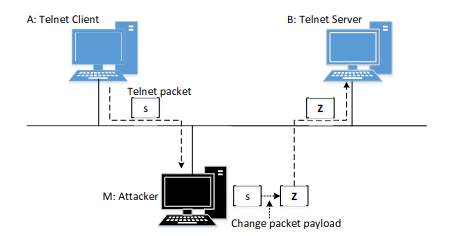 A: Telnet Client
B: Telnet Server
Telnet packet
s
Z
M: Attacker
s
Z
Change packet payload